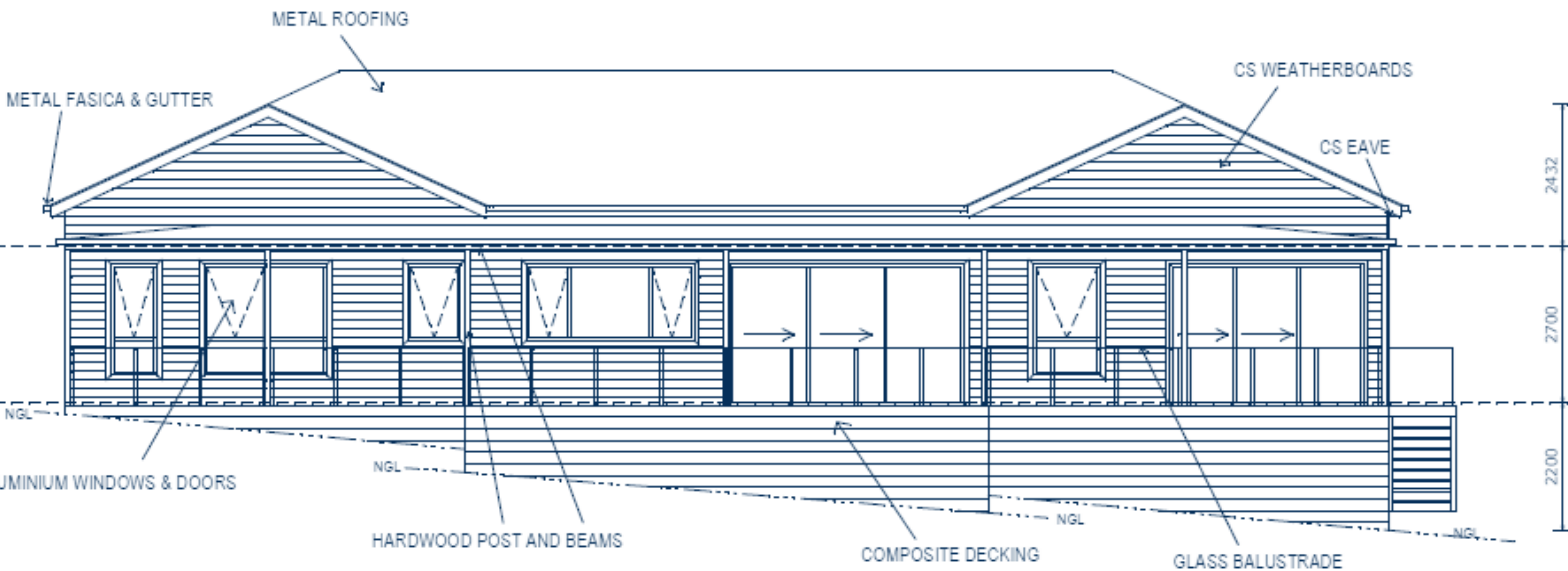 METAL ROOFING
CS WEATHERBOARDS
METAL FASICA & GUTTER
CS EAVE
2432
2700
2200
NGL
NGL
NGL
NGL
UMINIUM WINDOWS & DOORS
HARDWOOD POST AND BEAMS
COMPOSITE DECKING
GLASS BALUSTRADE